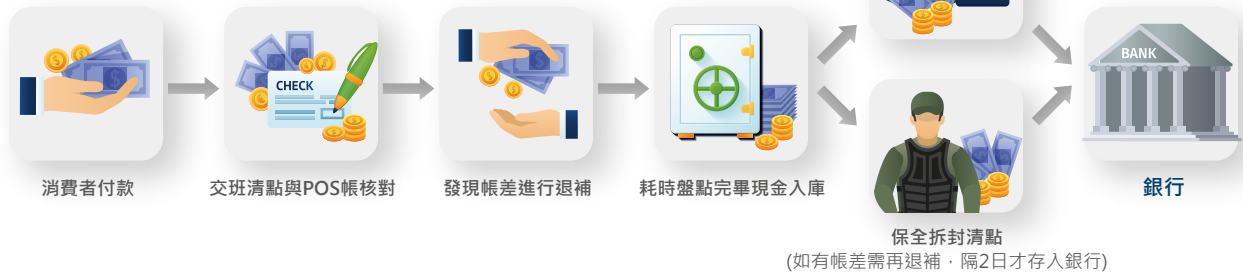 CHECK
BANK
消費者付款
交班清點與POS帳核對
發現帳差進行退補
耗時盤點完畢現金入庫
銀行
保全拆封清點
(如有帳差需再退補，隔2日才存入銀行)